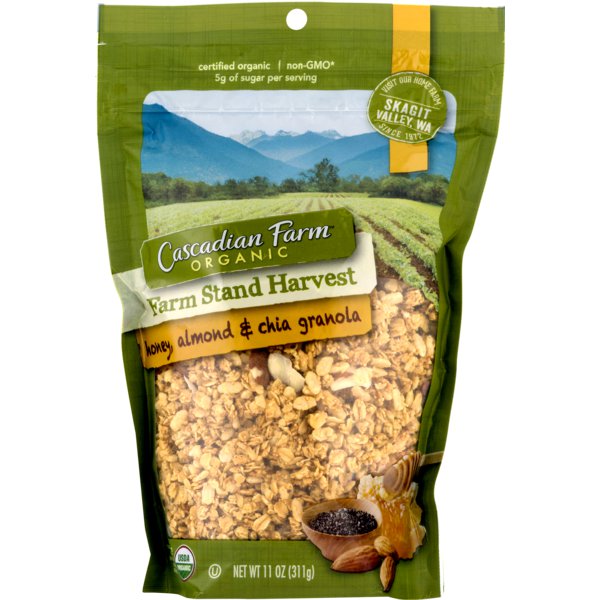 certified organic | non-GMO*
5g of sugar per serving
VISIT OUR HOME FARM
SKAGIT
VALLEY, WA
SINCE 1972
Cascadian Farm™
ORGANIC
Farm Stand Harvest
honey, almond & chia granola
USDA
ORGANIC
U
NET WT 11 OZ (311g)